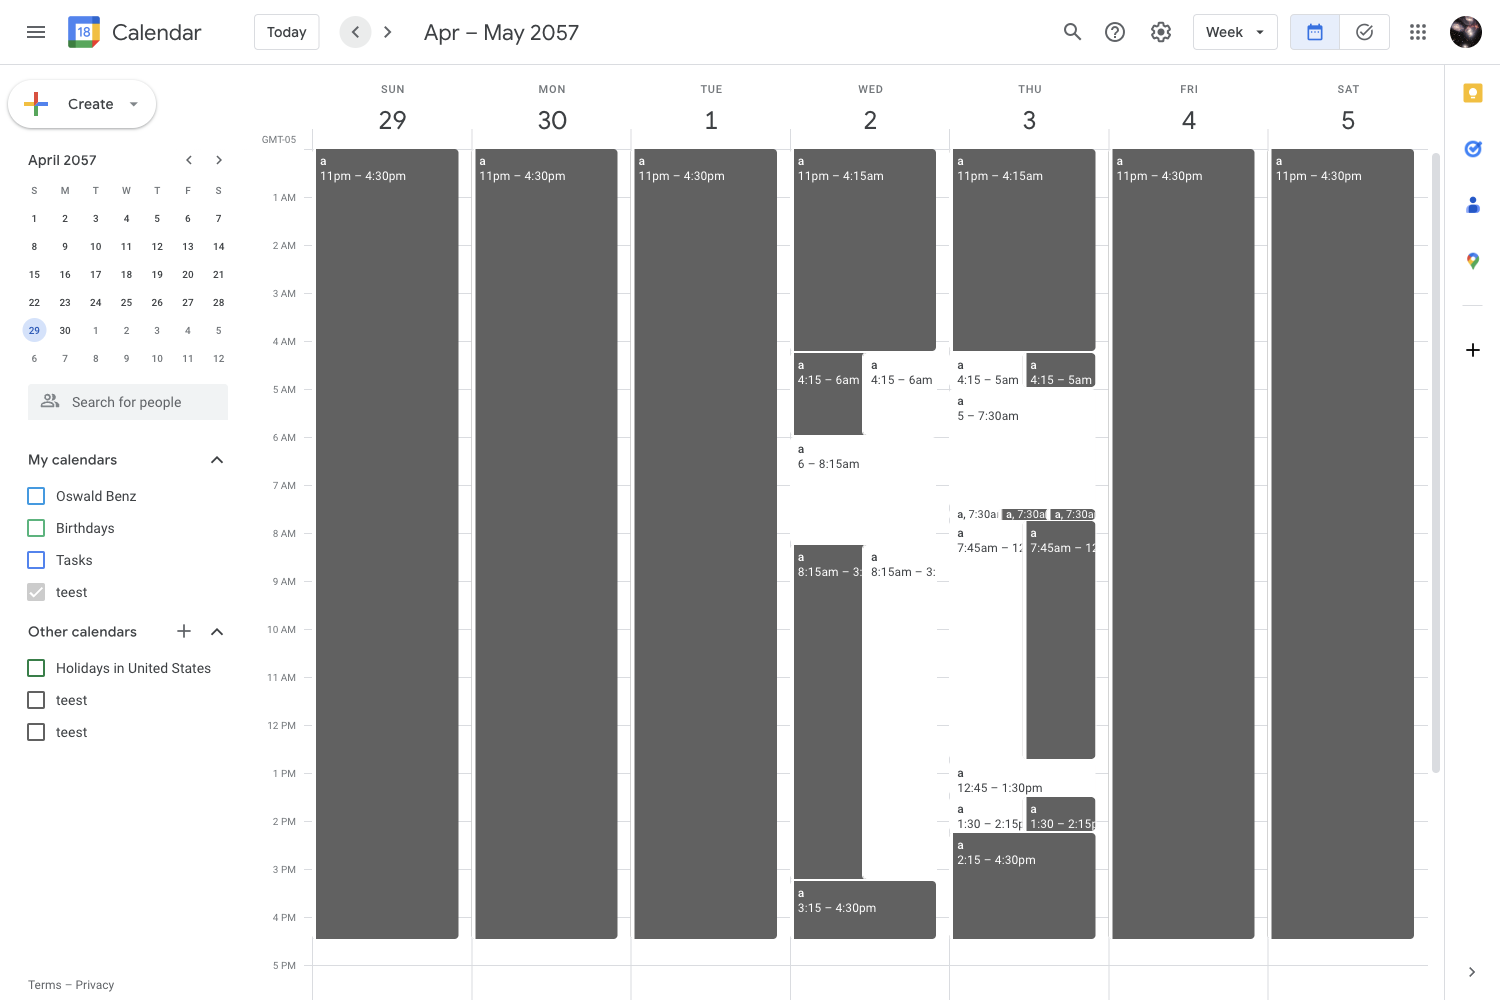 18 Calendar Today Apr – May 2057 Week
Create
April 2057
S M T W T F S
1 2 3 4 5 6 7
8 9 10 11 12 13 14
15 16 17 18 19 20 21
22 23 24 25 26 27 28
29 30 1 2 3 4 5
6 7 8 9 10 11 12
Search for people
My calendars
Oswald Benz
Birthdays
Tasks
teest
Other calendars
Holidays in United States
teest
teest
Terms – Privacy
SUN MON TUE WED THU FRI SAT
29 30 1 2 3 4 5
GMT-05
1 AM
2 AM
3 AM
4 AM
5 AM
6 AM
7 AM
8 AM
9 AM
10 AM
11 AM
12 PM
1 PM
2 PM
3 PM
4 PM
5 PM
a
11pm – 4:30pm
a
11pm – 4:30pm
a
11pm – 4:30pm
a
11pm – 4:15am
a
4:15 – 6am
a
4:15 – 6am
a
6 – 8:15am
a
8:15am – 3:
a
8:15am – 3:
a
3:15 – 4:30pm
a
11pm – 4:15am
a
4:15 – 5am
a
4:15 – 5am
a
5 – 7:30am
a, 7:30a
a, 7:30a
a, 7:30a
a
7:45am – 12
a
7:45am – 12
a
12:45 – 1:30pm
a
1:30 – 2:15p
a
1:30 – 2:15p
a
2:15 – 4:30pm
a
11pm – 4:30pm
a
11pm – 4:30pm